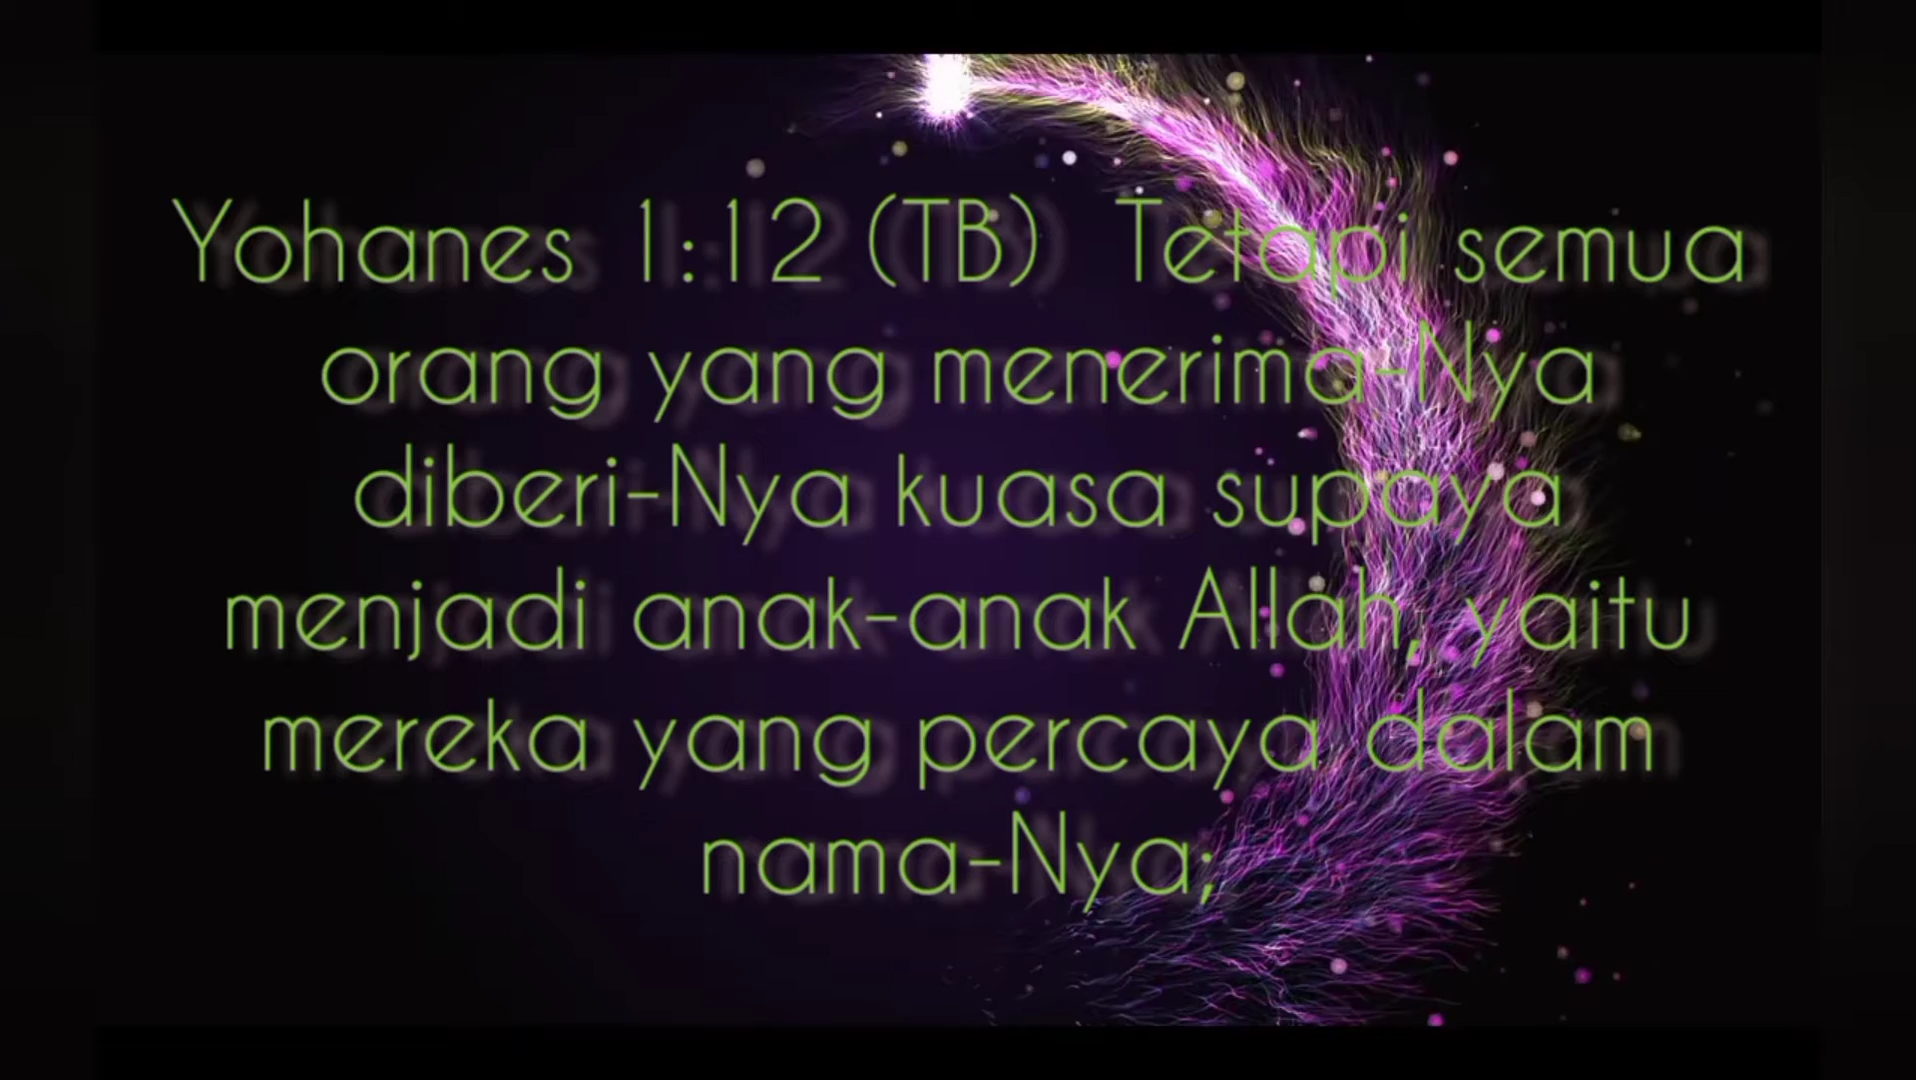 Yohanes 1:12 (TB) Tetapi semua
orang yang menerima-Nya
diberi-Nya kuasa supaya
menjadi anak-anak Allah, yaitu
mereka yang percaya dalam
nama-Nya;